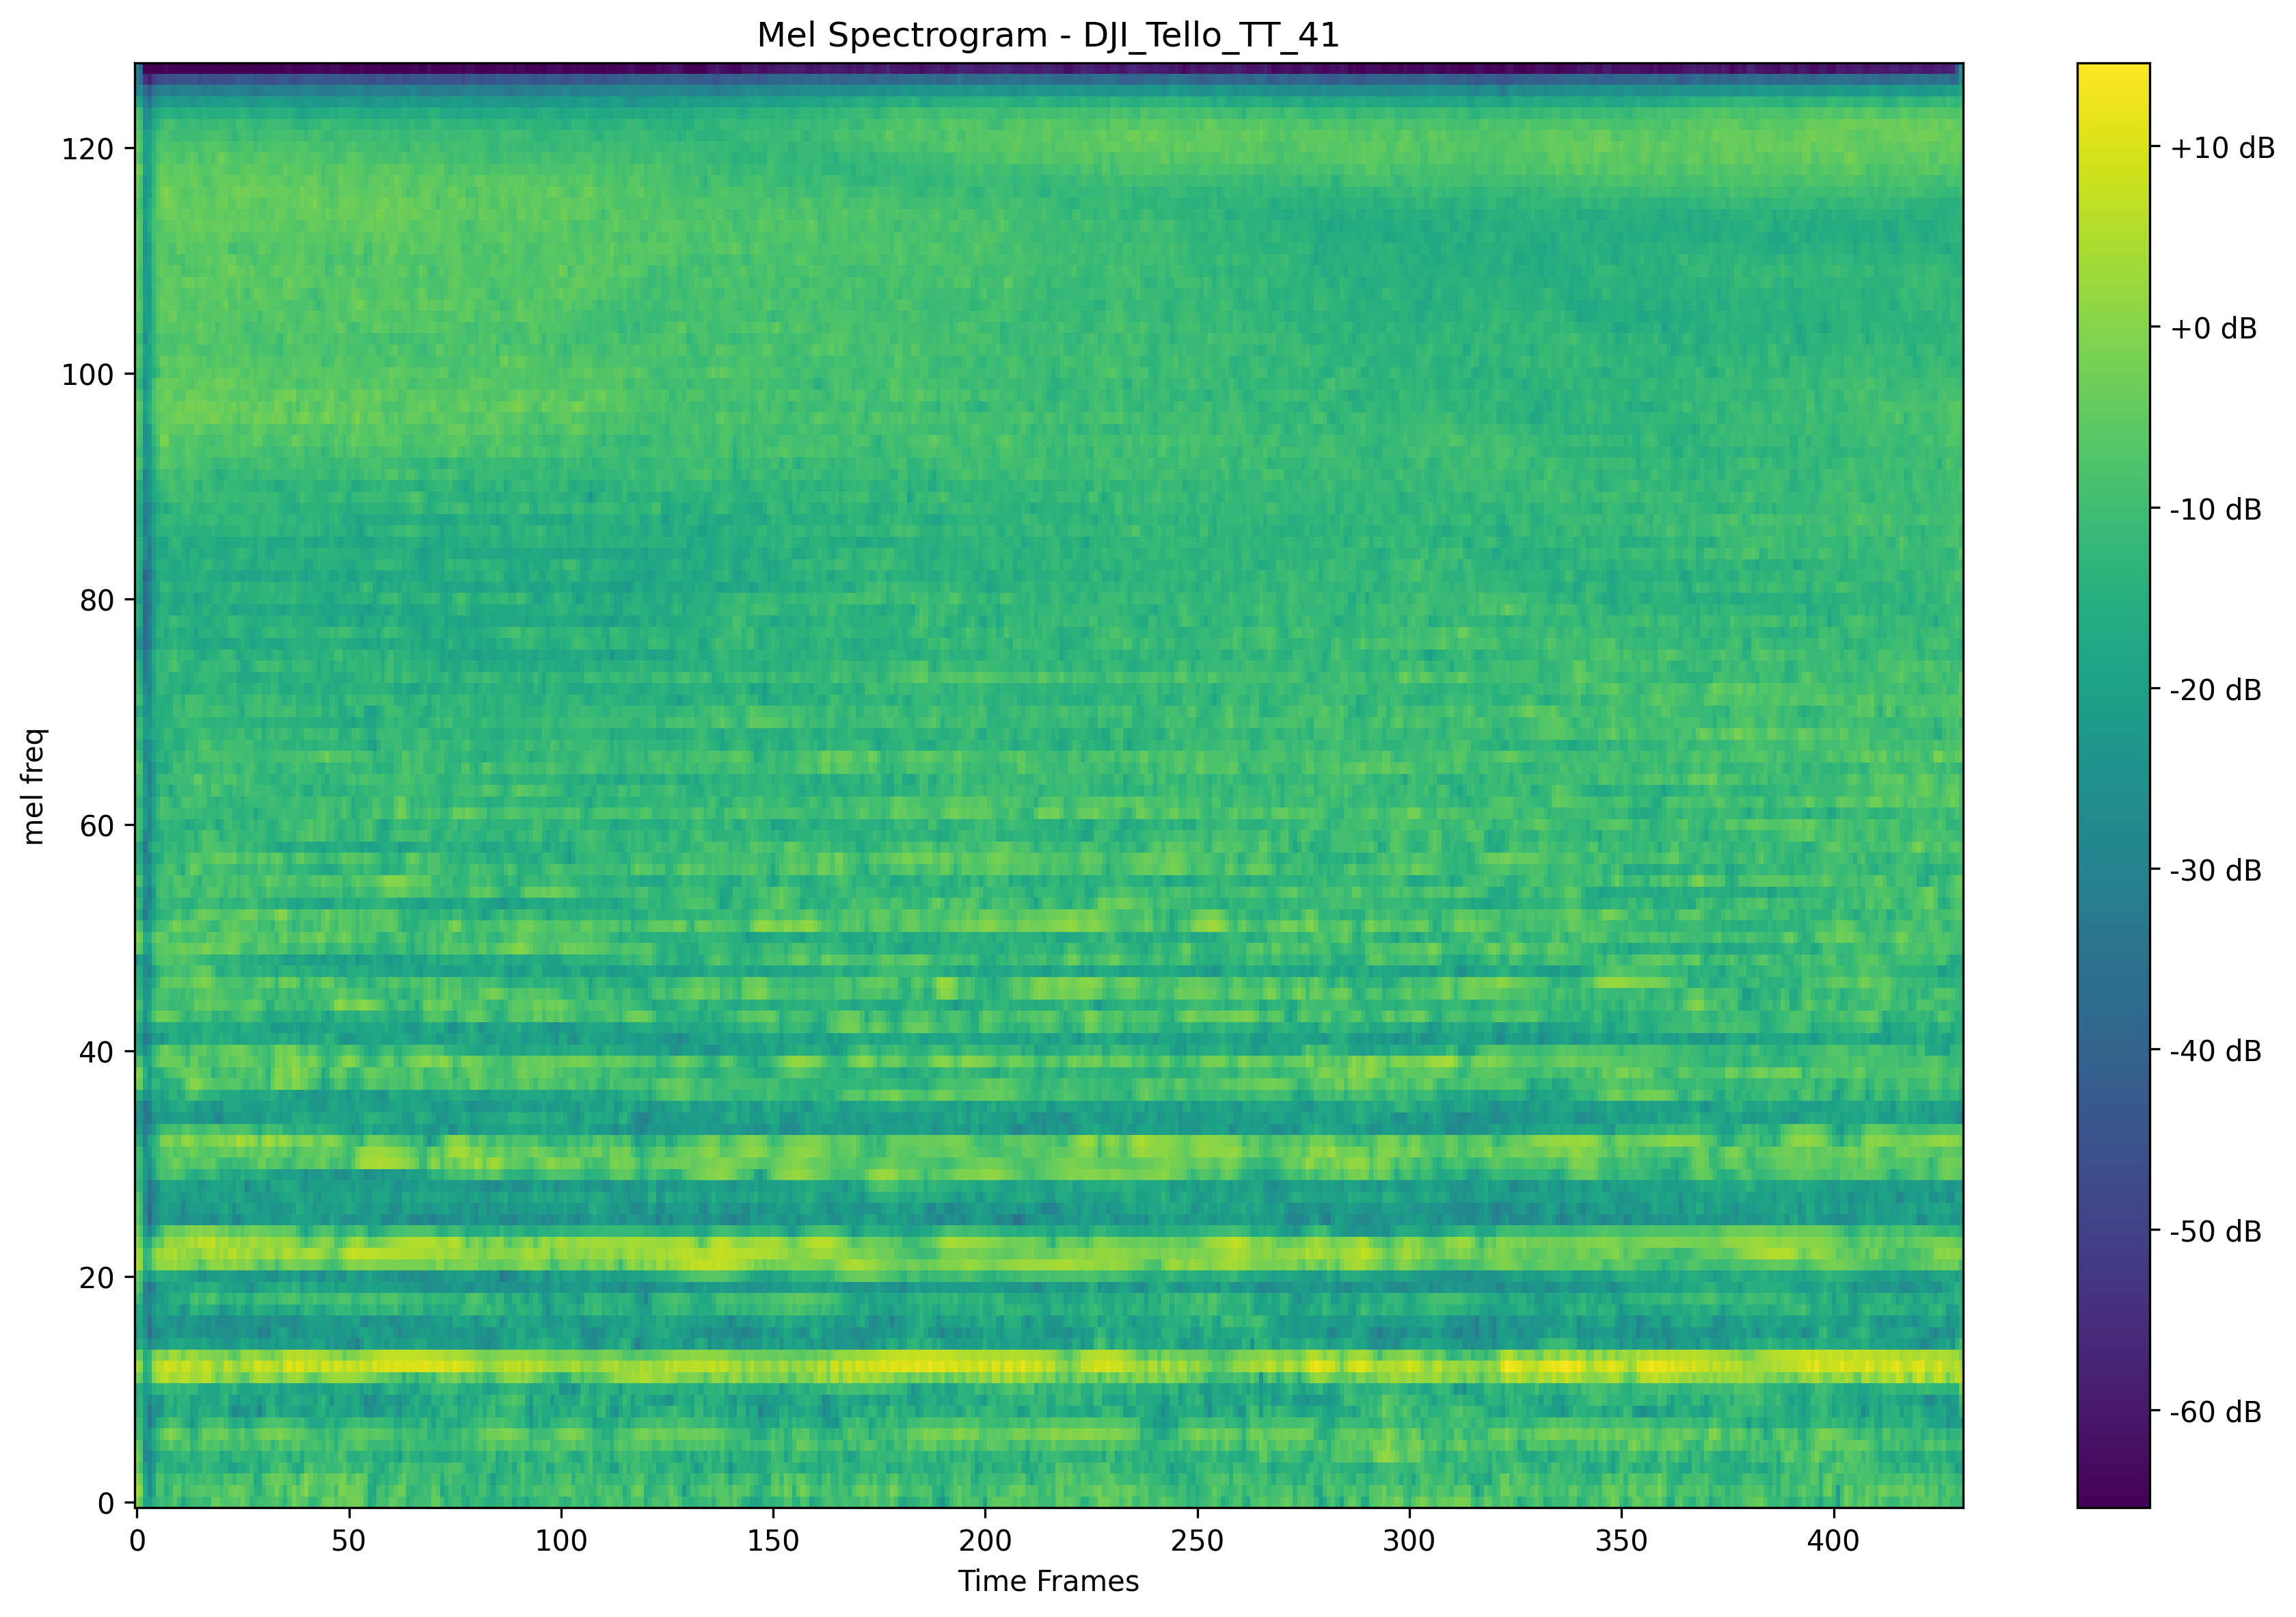 Mel Spectrogram - DJI_Tello_TT_41
mel freq
120
100
80
60
40
20
0
0 50 100 150 200 250 300 350 400
Time Frames
+10 dB
+0 dB
-10 dB
-20 dB
-30 dB
-40 dB
-50 dB
-60 dB